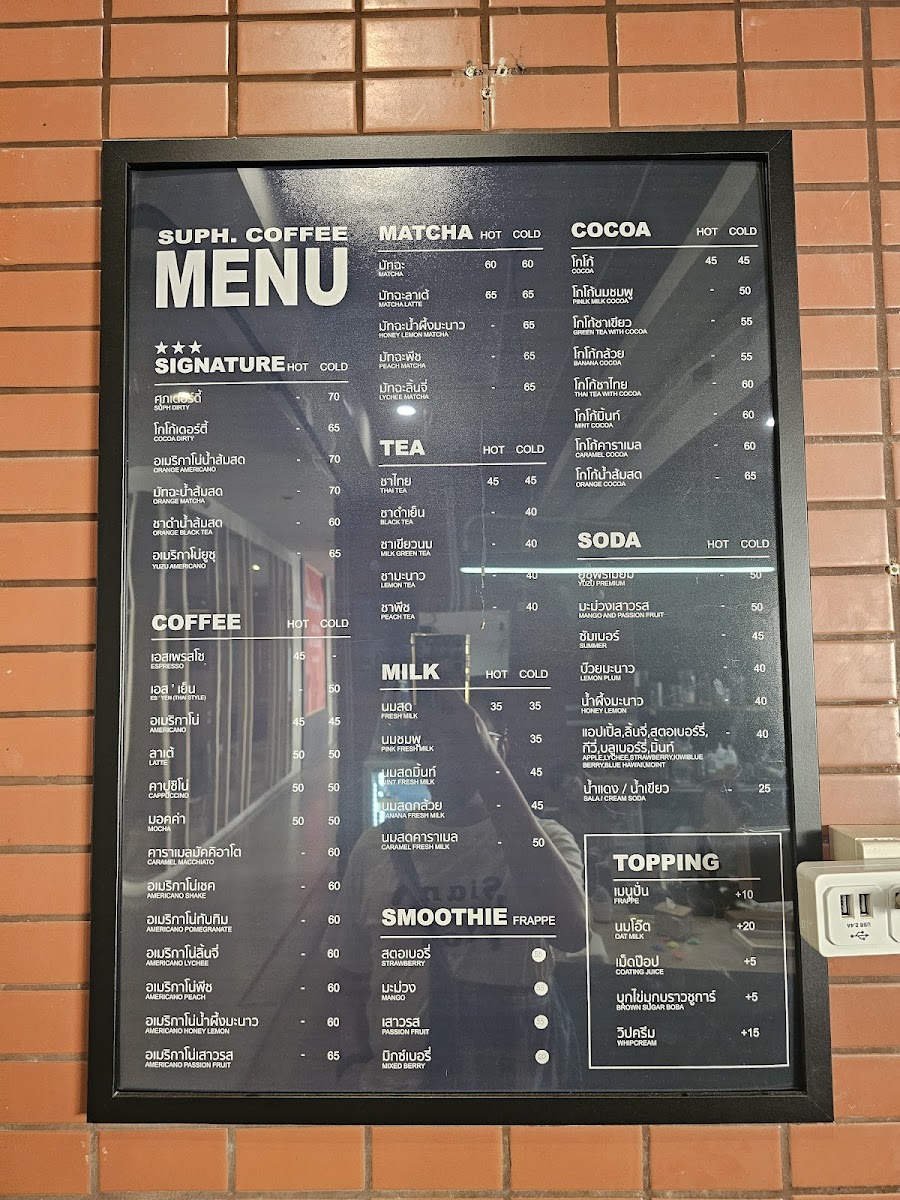 SUPH. COFFEE
MENU
SIGNATURE HOT COLD
ศุภเดอร์ตี้ - 70
SUPH DIRTY
โกโก้เดอร์ตี้ - 65
COCOA DIRTY
อเมริกาโน่น้ำส้มสด - 70
ORANGE AMERICANO
มัทฉะน้ำส้มสด - 70
ORANGE MATCHA
ชาดำน้ำส้มสด - 60
ORANGE BLACK TEA
อเมริกาโน่ยูซุ - 65
YUZU AMERICANO
COFFEE HOT COLD
เอสเพรสโซ 45 -
ESPRESSO
เอส ' เย็น - 50
ES' YEN (THAI STYLE)
อเมริกาโน่ 45 45
AMERICANO
ลาเต้ 50 50
LATTE
คาปูชิโน่ 50 50
CAPPUCCINO
มอคค่า 50 50
MOCHA
คาราเมลมัคคิอาโต - 60
CARAMEL MACCHIATO
อเมริกาโน่เชค - 60
AMERICANO SHAKE
อเมริกาโน่ทับทิม - 60
AMERICANO POMEGRANATE
อเมริกาโน่ลิ้นจี่ - 60
AMERICANO LYCHEE
อเมริกาโน่พีช - 60
AMERICANO PEACH
อเมริกาโน่น้ำผึ้งมะนาว - 60
AMERICANO HONEY LEMON
อเมริกาโน่เสาวรส - 65
AMERICANO PASSION FRUIT
MATCHA HOT COLD
มัทฉะ 60 60
MATCHA
มัทฉะลาเต้ 65 65
MATCHA LATTE
มัทฉะน้ำผึ้งมะนาว - 65
HONEY LEMON MATCHA
มัทฉะพีช - 65
PEACH MATCHA
มัทฉะลิ้นจี่ - 65
LYCHEE MATCHA
TEA HOT COLD
ชาไทย 45 45
THAI TEA
ชาดำเย็น - 40
BLACK TEA
ชาเขียวนม - 40
MILK GREEN TEA
ชามะนาว - 40
LEMON TEA
ชาพีช - 40
PEACH TEA
MILK HOT COLD
นมสด 35 35
FRESH MILK
นมชมพู - 35
PINK FRESH MILK
นมสดมิ้นท์ - 45
MINT FRESH MILK
นมสดกล้วย - 45
BANANA FRESH MILK
นมสดคาราเมล - 50
CARAMEL FRESH MILK
SMOOTHIE FRAPPE
สตอเบอรี่
STRAWBERRY
มะม่วง
MANGO
เสาวรส
PASSION FRUIT
มิกซ์เบอรี่
MIXED BERRY
COCOA HOT COLD
โกโก้ 45 45
COCOA
โกโก้นมชมพู - 50
PINLK MILK COCOA
โกโก้ชาเขียว - 55
GREEN TEA WITH COCOA
โกโก้กล้วย - 55
BANANA COCOA
โกโก้ชาไทย - 60
THAI TEA WITH COCOA
โกโก้มิ้นท์ - 60
MINT COCOA
โกโก้คาราเมล - 60
CARAMEL COCOA
โกโก้น้ำส้มสด - 65
ORANGE COCOA
SODA HOT COLD
ยูซุพรีเมี่ยม - 50
YUZU PREMIUM
มะม่วงเสาวรส - 50
MANGO AND PASSION FRUIT
ซัมเมอร์ - 45
SUMMER
บ๊วยมะนาว - 40
LEMON PLUM
น้ำผึ้งมะนาว - 40
HONEY LEMON
แอปเปิ้ล,ลิ้นจี่,สตอเบอร์รี่, - 40
กีวี่,บลูเบอร์รี่,มิ้นท์
APPLE,LYCHEE,STRAWBERRY,KIWIBLUE
BERRY,BLUE HAWAII,MOINT
น้ำแดง / น้ำเขียว - 25
SALA / CREAM SODA
TOPPING
เมนูปั่น +10
FRAPPE
นมโอ๊ต +20
OAT MILK
เม็ดป๊อป +5
COATING JUICE
บุกไข่มุกบราวชูการ์ +5
BROWN SUGAR BOBA
วิปครีม +15
WHIPCREAM
USB 2.4A